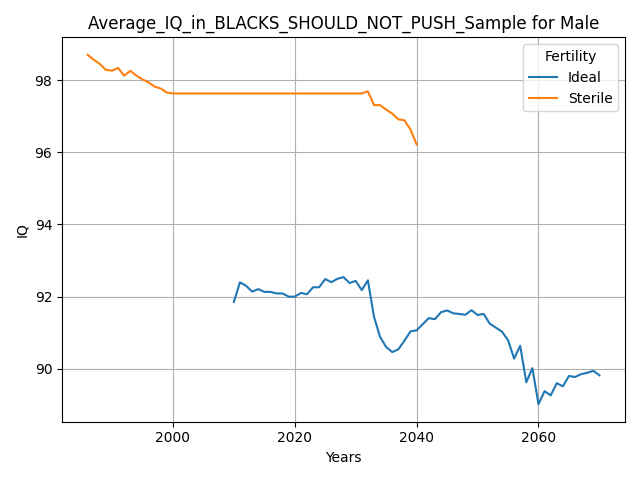 Average_IQ_in_BLACKS_SHOULD_NOT_PUSH_Sample for Male
Fertility
Ideal
Sterile
98
96
94
92
90
IQ
2000
2020
2040
2060
Years